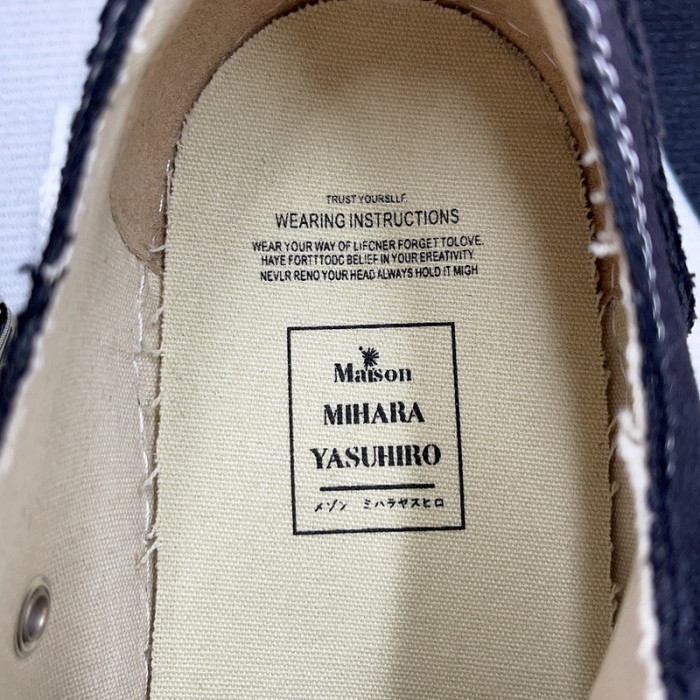 TRUST YOURSLLF.
WEARING INSTRUCTIONS
WEAR YOUR WAY OF LIFCNER FORGET TOLOVE.
HAYE FORTTTODC BELIEF IN YOUR EREATIVITY
NEVLR RENO YOUR HEAD ALWAYS HOLD IT MIGH
Maison
MIHARA
YASUHIRO
メゾン ミハラヤスヒロ